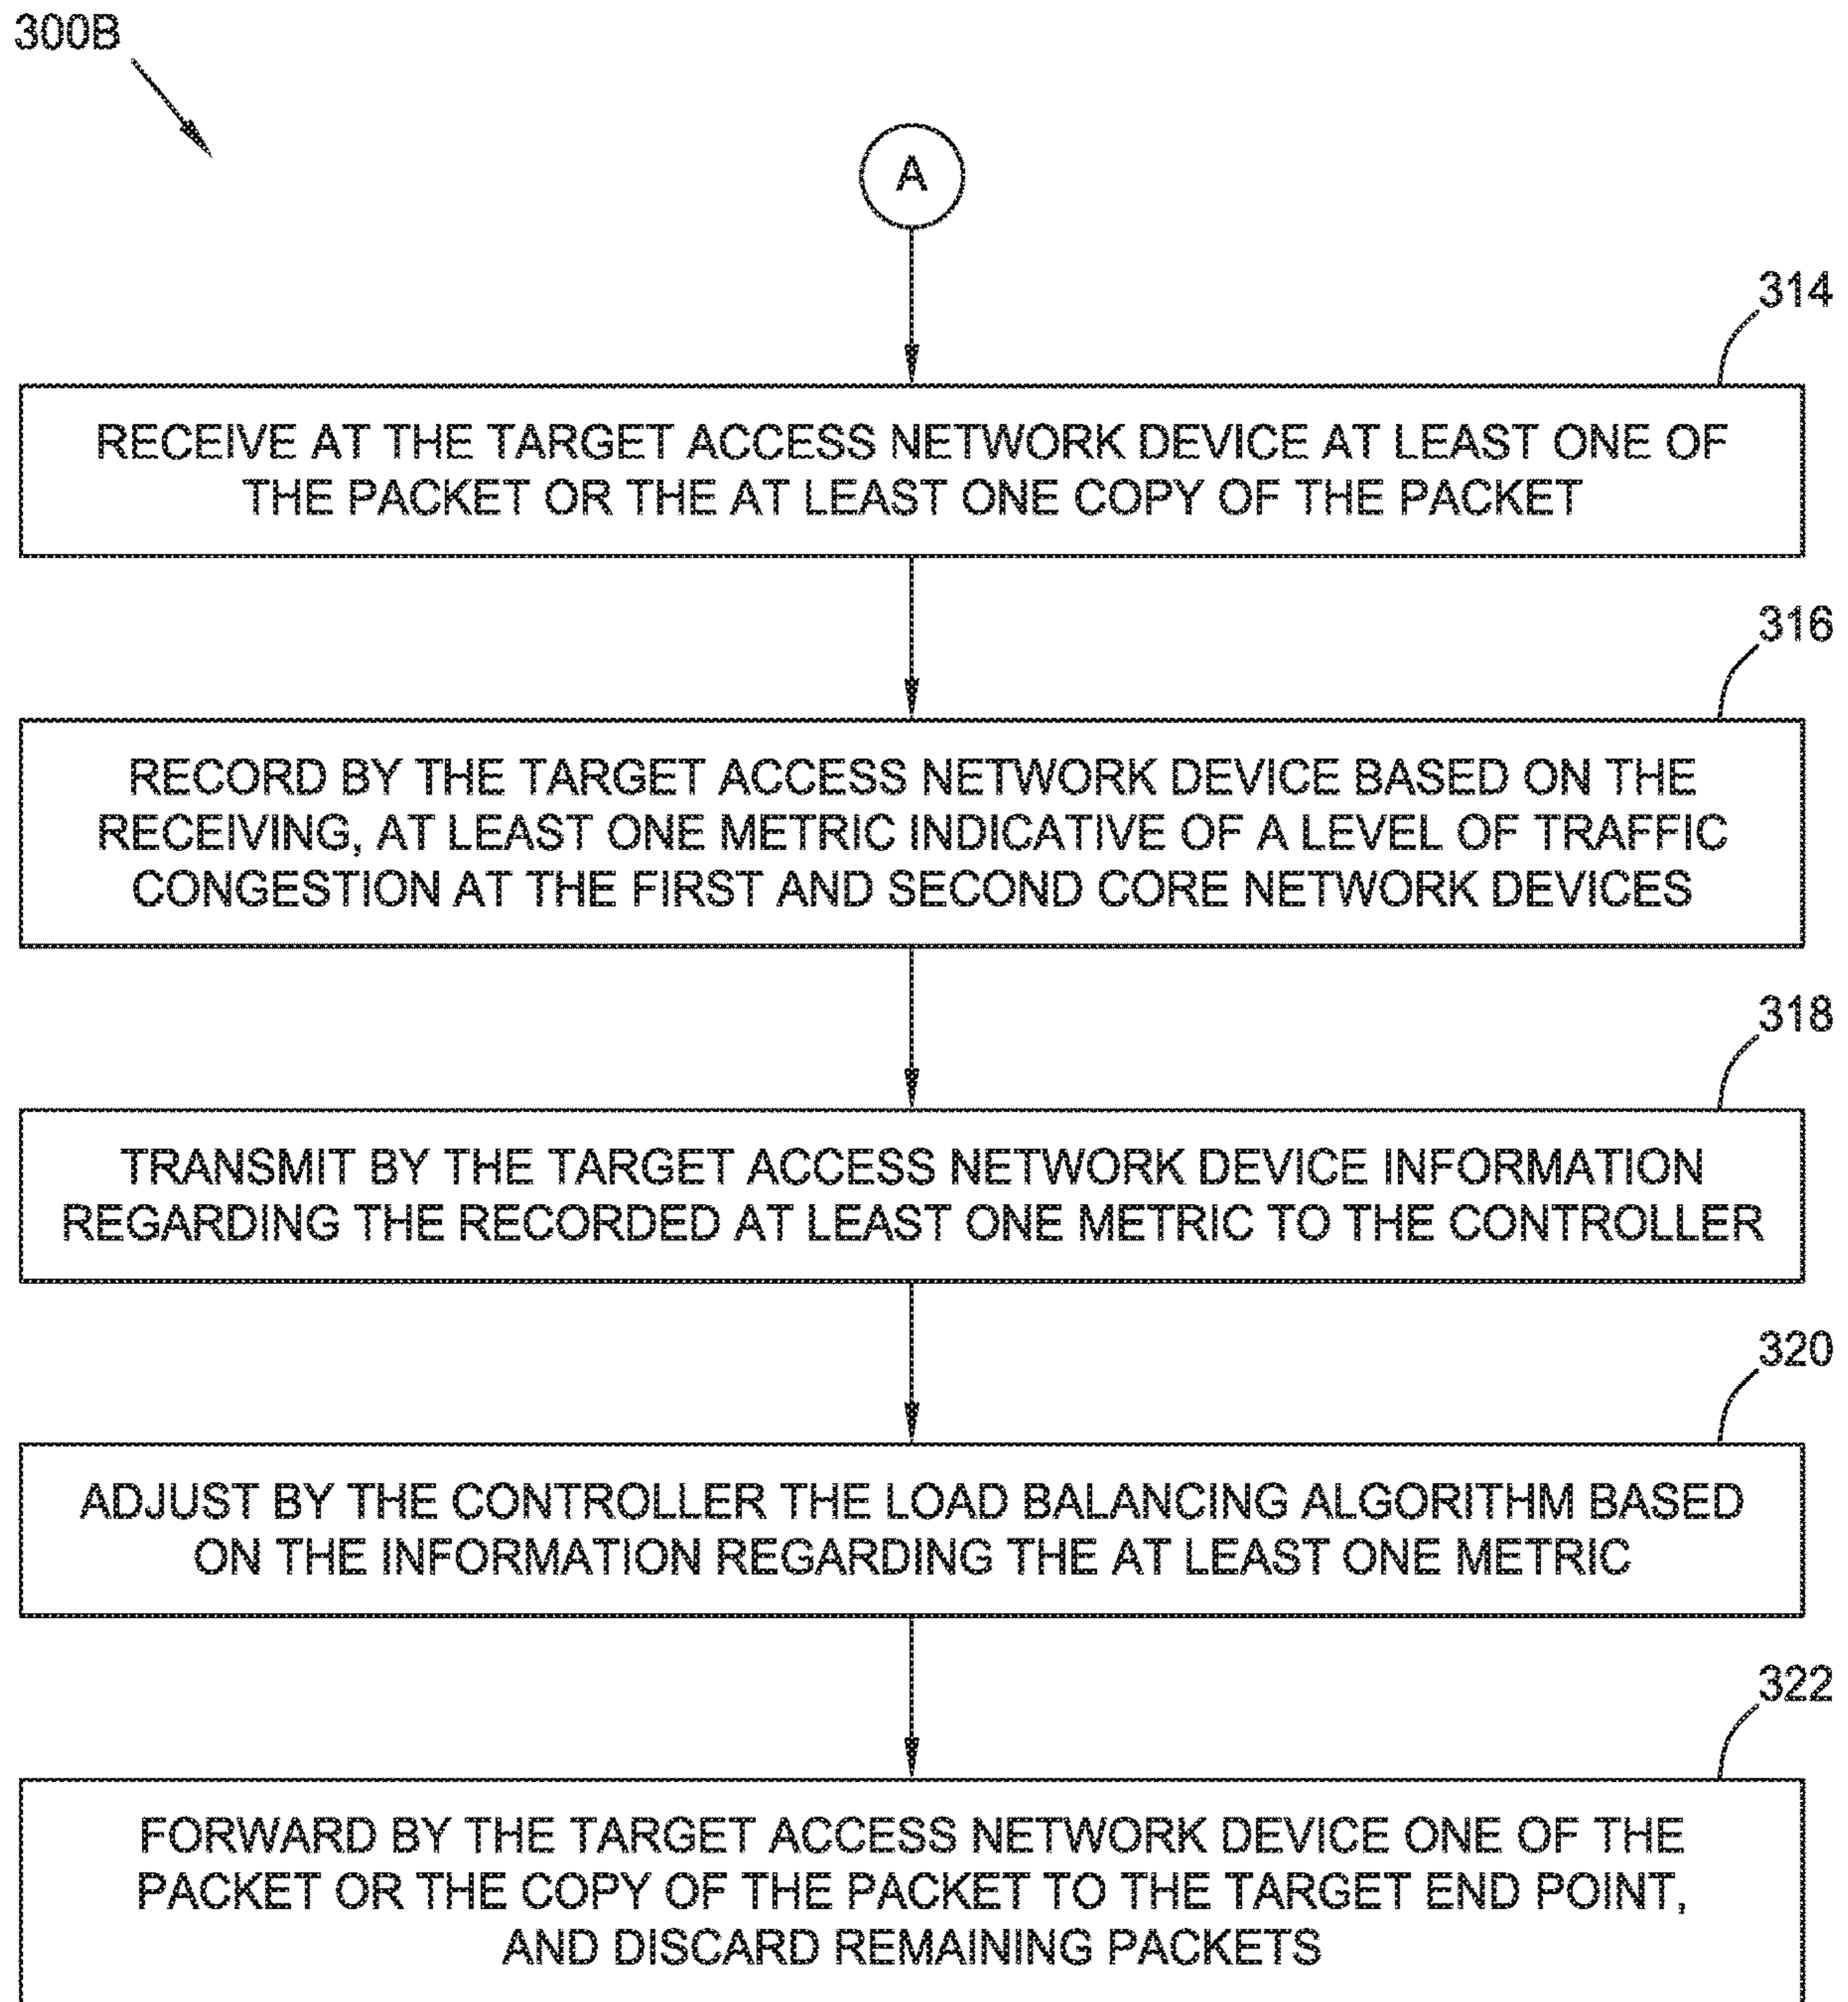 300B
A
314
RECEIVE AT THE TARGET ACCESS NETWORK DEVICE AT LEAST ONE OF
THE PACKET OR THE AT LEAST ONE COPY OF THE PACKET
316
RECORD BY THE TARGET ACCESS NETWORK DEVICE BASED ON THE
RECEIVING, AT LEAST ONE METRIC INDICATIVE OF A LEVEL OF TRAFFIC
CONGESTION AT THE FIRST AND SECOND CORE NETWORK DEVICES
318
TRANSMIT BY THE TARGET ACCESS NETWORK DEVICE INFORMATION
REGARDING THE RECORDED AT LEAST ONE METRIC TO THE CONTROLLER
320
ADJUST BY THE CONTROLLER THE LOAD BALANCING ALGORITHM BASED
ON THE INFORMATION REGARDING THE AT LEAST ONE METRIC
322
FORWARD BY THE TARGET ACCESS NETWORK DEVICE ONE OF THE
PACKET OR THE COPY OF THE PACKET TO THE TARGET END POINT,
AND DISCARD REMAINING PACKETS